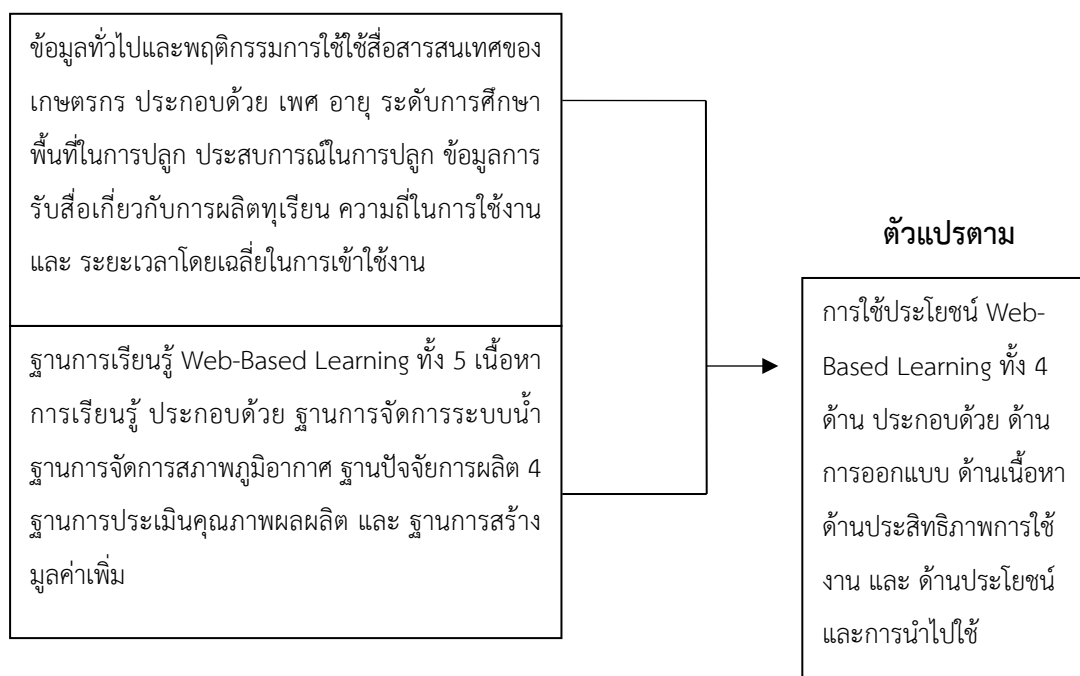 ข้อมูลทั่วไปและพฤติกรรมการใช้ใช้สื่อสารสนเทศของ
เกษตรกร ประกอบด้วย เพศ อายุ ระดับการศึกษา
พื้นที่ในการปลูก ประสบการณ์ในการปลูก ข้อมูลการ
รับสื่อเกี่ยวกับการผลิตทุเรียน ความถี่ในการใช้งาน
และ ระยะเวลาโดยเฉลี่ยในการเข้าใช้งาน
ฐานการเรียนรู้ Web-Based Learning ทั้ง 5 เนื้อหา
การเรียนรู้ ประกอบด้วย ฐานการจัดการระบบน้ำ
ฐานการจัดการสภาพภูมิอากาศ ฐานปัจจัยการผลิต 4
ฐานการประเมินคุณภาพผลผลิต และ ฐานการสร้าง
มูลค่าเพิ่ม
ตัวแปรตาม
การใช้ประโยชน์ Web-
Based Learning ทั้ง 4
ด้าน ประกอบด้วย ด้าน
การออกแบบ ด้านเนื้อหา
ด้านประสิทธิภาพการใช้
งาน และ ด้านประโยชน์
และการนำไปใช้